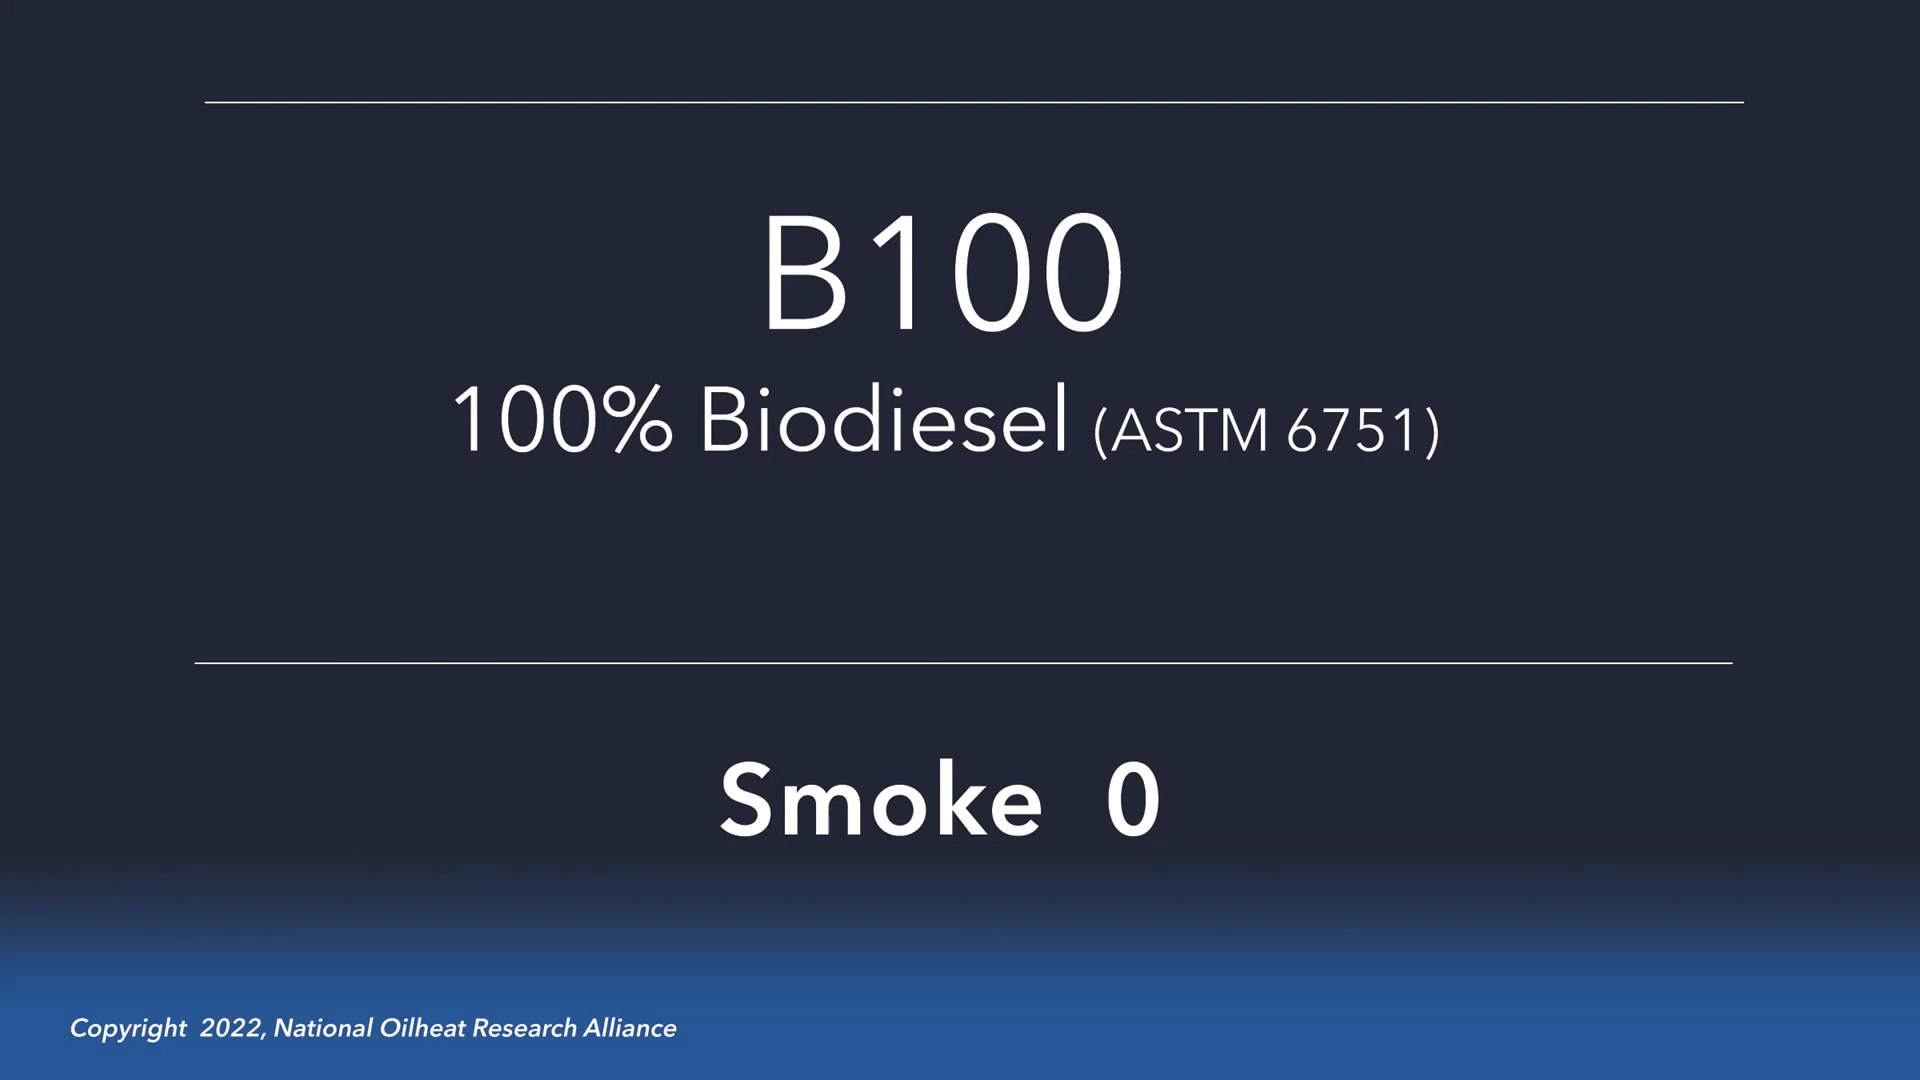 B100
100% Biodiesel (ASTM 6751)
Smoke 0
Copyright 2022, National Oilheat Research Alliance